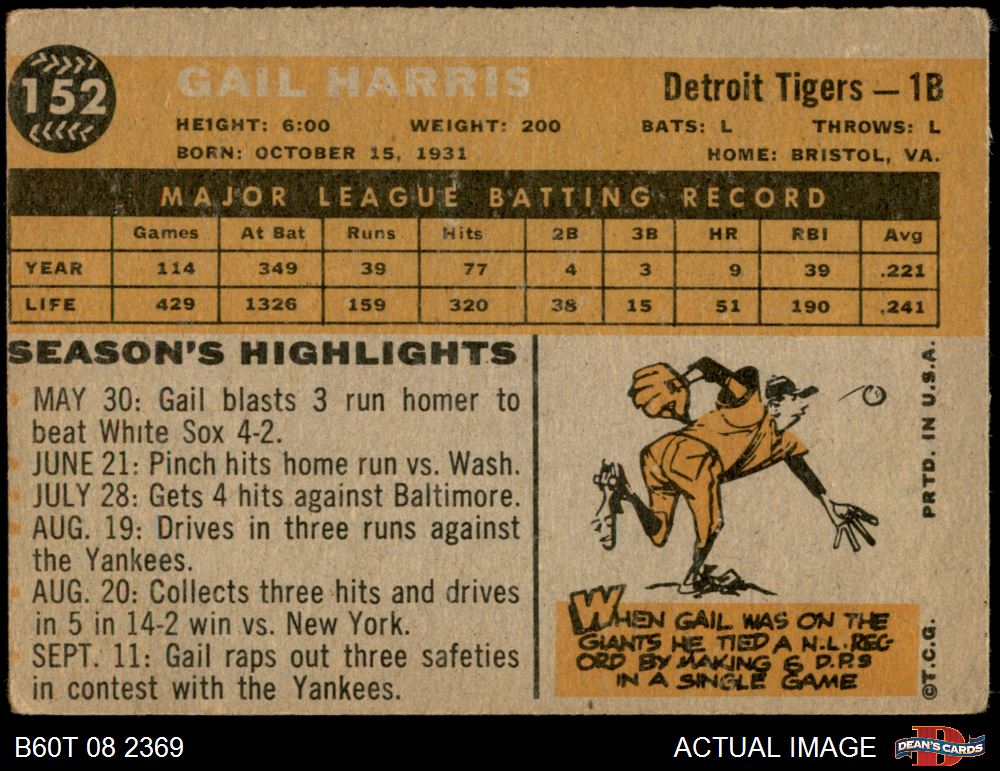 152
GAIL HARRIS
Detroit Tigers — 1B
HEIGHT: 6:00 WEIGHT: 200 BATS: L THROWS: L
BORN: OCTOBER 15, 1931 HOME: BRISTOL, VA.
MAJOR LEAGUE BATTING RECORD
Games At Bat Runs Hits 2B 3B HR RBI Avg
YEAR 114 349 39 77 4 3 9 39 .221
LIFE 429 1326 159 320 38 15 51 190 .241
SEASON'S HIGHLIGHTS
MAY 30: Gail blasts 3 run homer to
beat White Sox 4-2.
JUNE 21: Pinch hits home run vs. Wash.
JULY 28: Gets 4 hits against Baltimore.
AUG. 19: Drives in three runs against
the Yankees.
AUG. 20: Collects three hits and drives
in 5 in 14-2 win vs. New York.
SEPT. 11: Gail raps out three safeties
in contest with the Yankees.
WHEN GAIL WAS ON THE
GIANTS HE TIED A N.L. REC-
ORD BY MAKING 6 D.P.S
IN A SINGLE GAME
©T.C.G. PRTD. IN U.S.A.
B60T 08 2369
ACTUAL IMAGE
DEAN'S CARDS